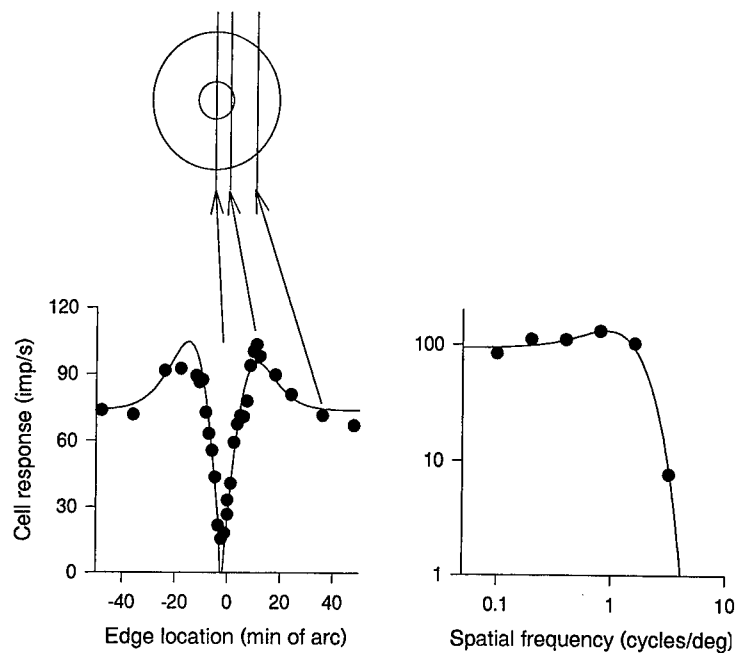 120
90
60
30
0
Cell response (imp/s)
-40 -20 0 20 40
Edge location (min of arc)
100
10
1
0.1 1 10
Spatial frequency (cycles/deg)